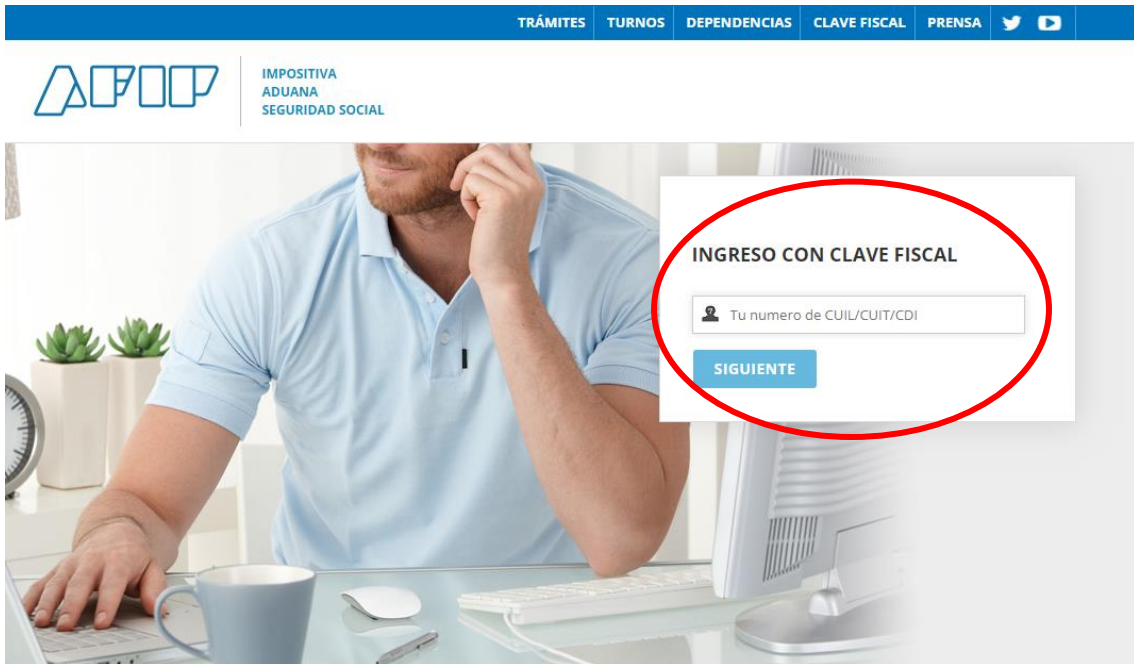 TRÁMITES TURNOS DEPENDENCIAS CLAVE FISCAL PRENSA
AFIP
IMPOSITIVA
ADUANA
SEGURIDAD SOCIAL
INGRESO CON CLAVE FISCAL
Tu numero de CUIL/CUIT/CDI
SIGUIENTE